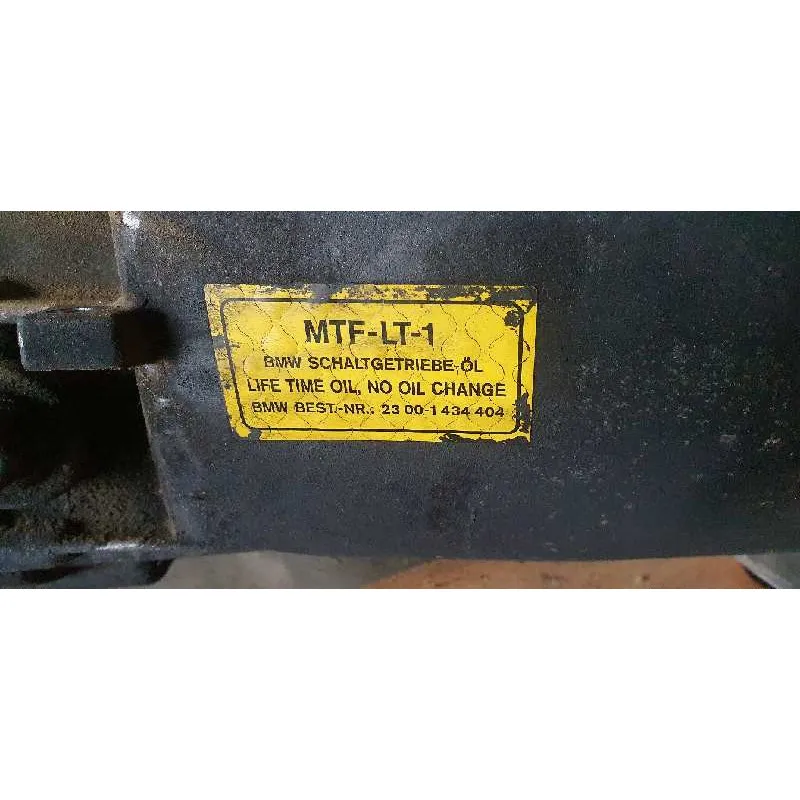 MTF-LT-1
BMW SCHALTGETRIEBE-ÖL
LIFE TIME OIL, NO OIL CHANGE
BMW BEST.-NR.: 23 00-1 434 404